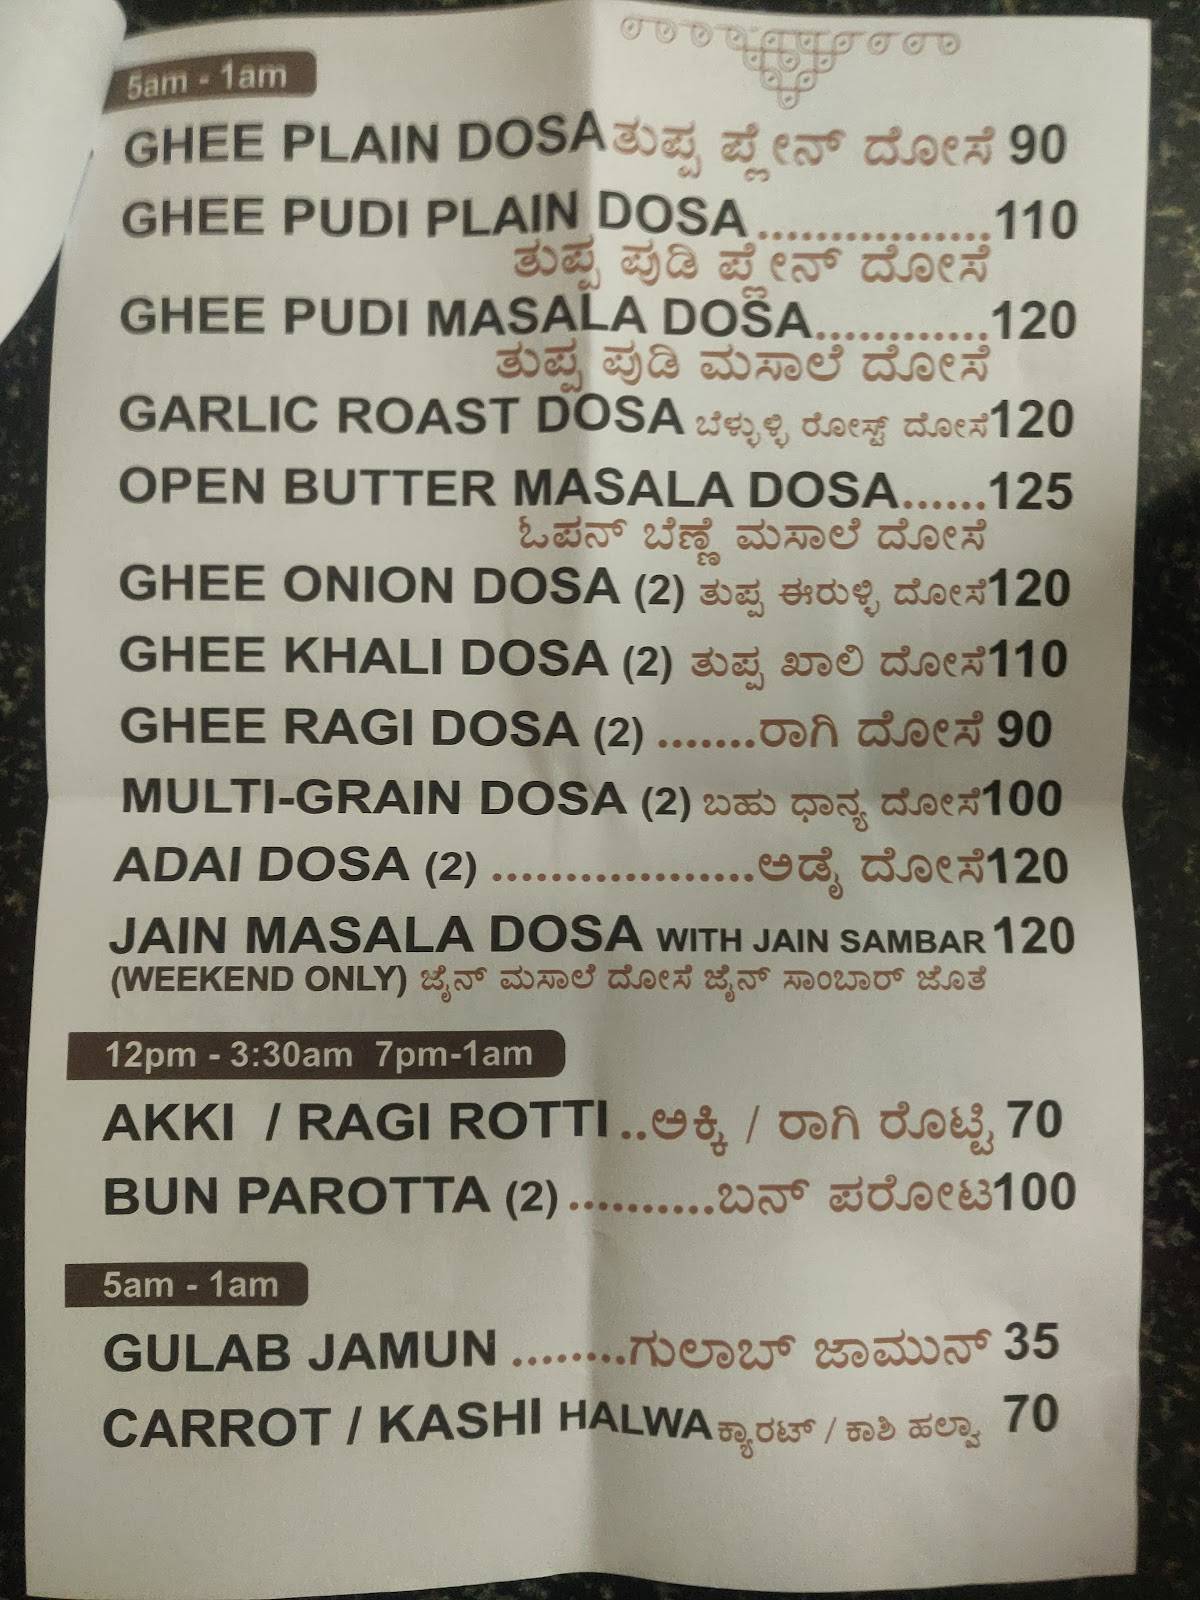 5am - 1am
GHEE PLAIN DOSA ತುಪ್ಪ ಪ್ಲೇನ್ ದೋಸೆ 90
GHEE PUDI PLAIN DOSA................110
ತುಪ್ಪ ಪುಡಿ ಪ್ಲೇನ್ ದೋಸೆ
GHEE PUDI MASALA DOSA............120
ತುಪ್ಪ ಪುಡಿ ಮಸಾಲೆ ದೋಸೆ
GARLIC ROAST DOSA ಬೆಳ್ಳುಳ್ಳಿ ರೋಸ್ಟ್ ದೋಸೆ 120
OPEN BUTTER MASALA DOSA......125
ಓಪನ್ ಬೆಣ್ಣೆ ಮಸಾಲೆ ದೋಸೆ
GHEE ONION DOSA (2) ತುಪ್ಪ ಈರುಳ್ಳಿ ದೋಸೆ 120
GHEE KHALI DOSA (2) ತುಪ್ಪ ಖಾಲಿ ದೋಸೆ 110
GHEE RAGI DOSA (2) .......ರಾಗಿ ದೋಸೆ 90
MULTI-GRAIN DOSA (2) ಬಹು ಧಾನ್ಯ ದೋಸೆ 100
ADAI DOSA (2) ..................ಅಡೈ ದೋಸೆ 120
JAIN MASALA DOSA WITH JAIN SAMBAR 120
(WEEKEND ONLY) ಜೈನ್ ಮಸಾಲೆ ದೋಸೆ ಜೈನ್ ಸಾಂಬಾರ್ ಜೊತೆ
12pm - 3:30am 7pm-1am
AKKI / RAGI ROTTI ..ಅಕ್ಕಿ / ರಾಗಿ ರೊಟ್ಟಿ 70
BUN PAROTTA (2) ..........ಬನ್ ಪರೋಟ 100
5am - 1am
GULAB JAMUN ........ಗುಲಾಬ್ ಜಾಮುನ್ 35
CARROT / KASHI HALWA ಕ್ಯಾರಟ್ / ಕಾಶಿ ಹಲ್ವಾ 70